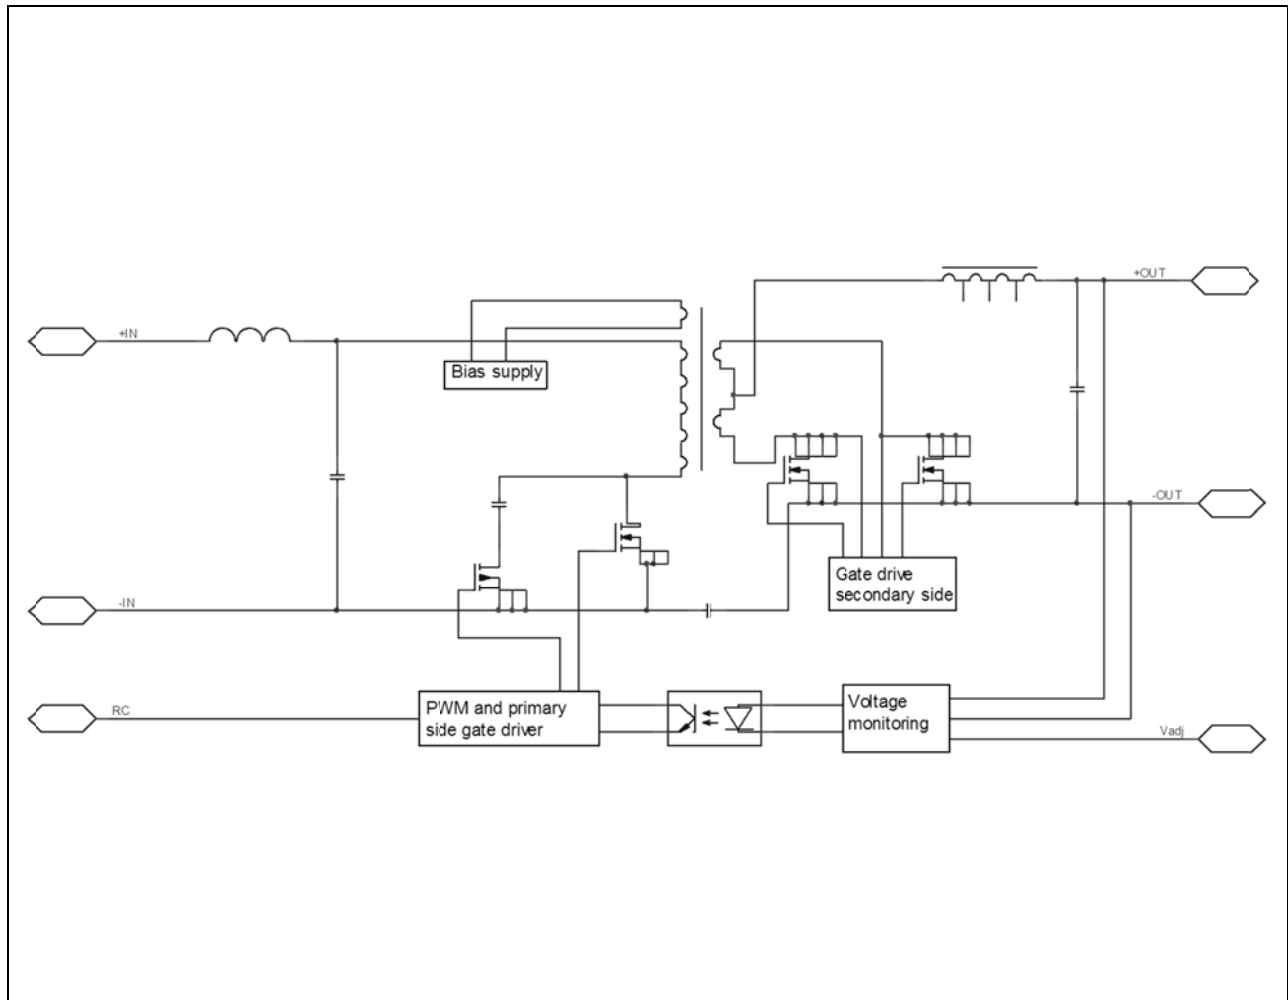 +OUT
+IN
Bias supply
-OUT
Gate drive
secondary side
-IN
RC
PWM and primary
side gate driver
Voltage
monitoring
Vadj